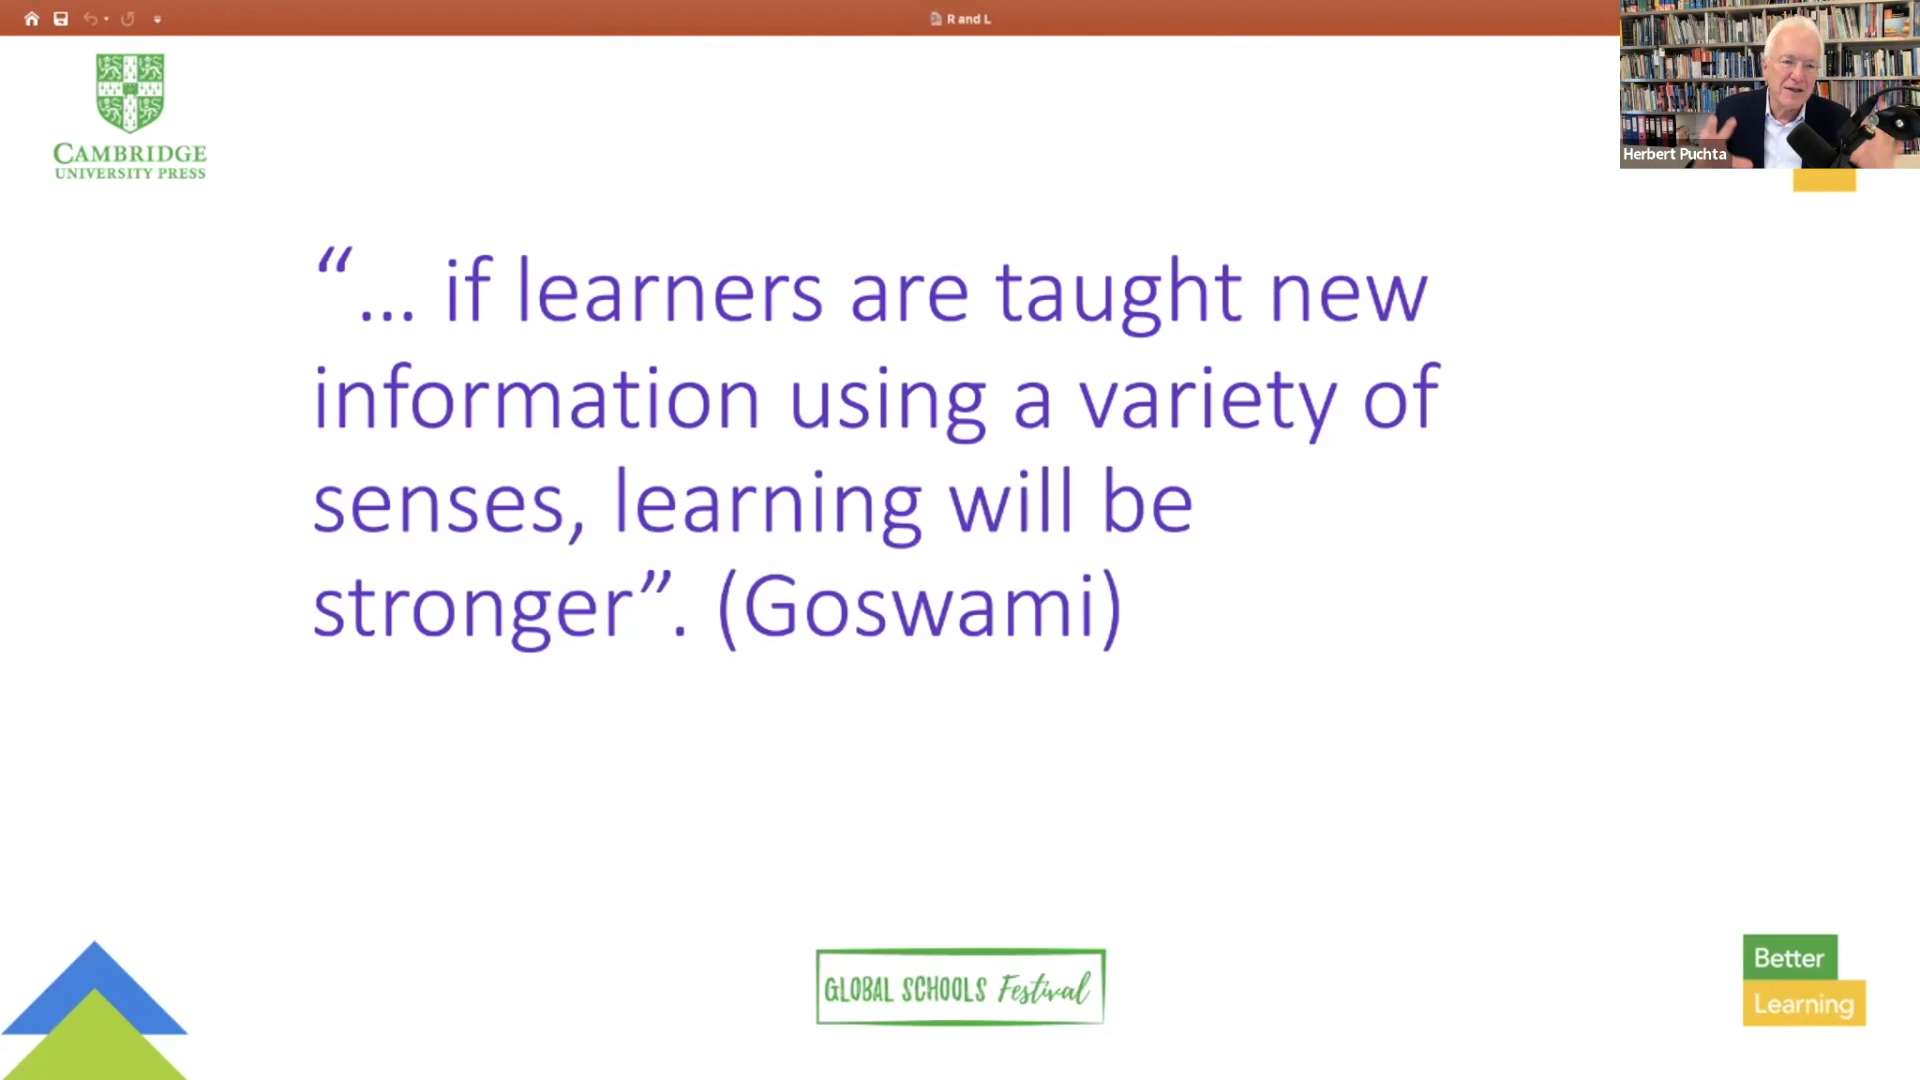 R and L
CAMBRIDGE
UNIVERSITY PRESS
Herbert Puchta
“... if learners are taught new
information using a variety of
senses, learning will be
stronger”. (Goswami)
GLOBAL SCHOOLS Festival
Better
Learning